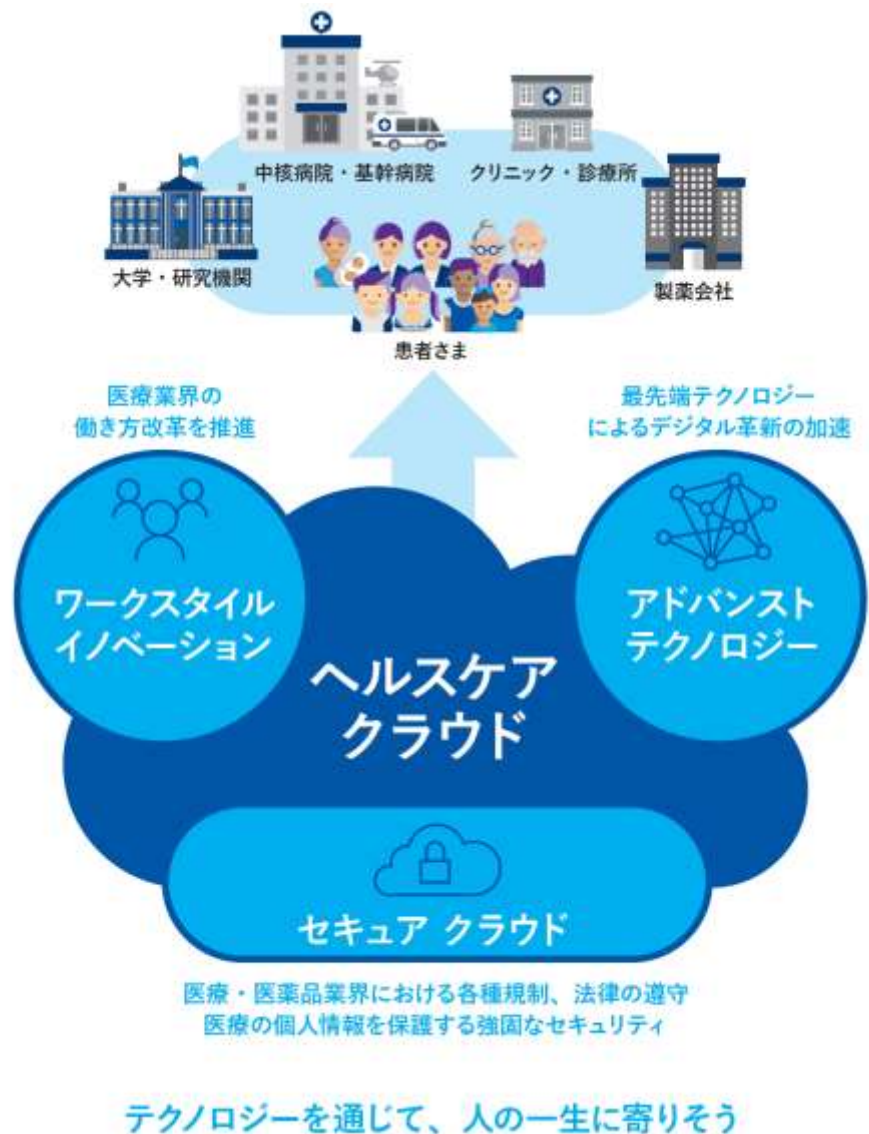 中核病院・基幹病院
クリニック・診療所
大学・研究機関
製薬会社
患者さま
医療業界の
働き方改革を推進
最先端テクノロジー
によるデジタル革新の加速
ワークスタイル
イノベーション
アドバンスト
テクノロジー
ヘルスケア
クラウド
セキュア クラウド
医療・医薬品業界における各種規制、法律の遵守
医療の個人情報を保護する強固なセキュリティ
テクノロジーを通じて、人の一生に寄りそう